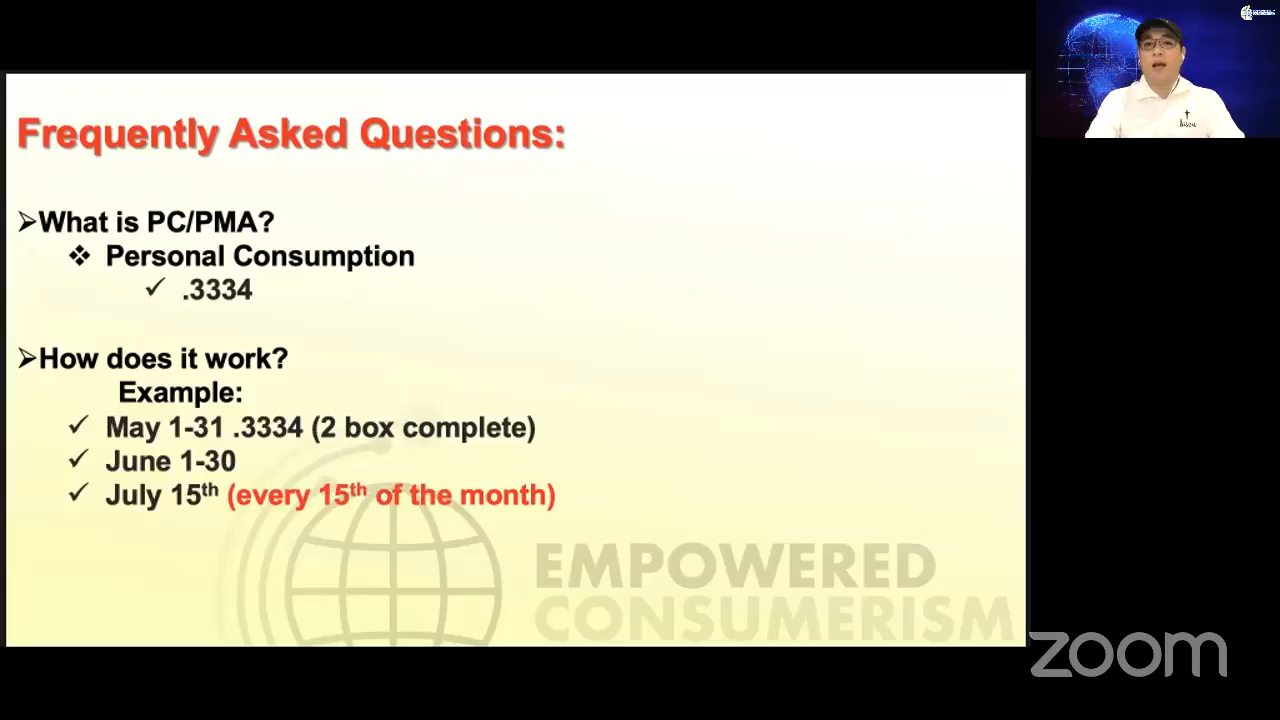 Frequently Asked Questions:
➢What is PC/PMA?
❖ Personal Consumption
✓ .3334
➢How does it work?
Example:
✓ May 1-31 .3334 (2 box complete)
✓ June 1-30
✓ July 15th (every 15th of the month)
EMPOWERED
CONSUMERISM
zoom